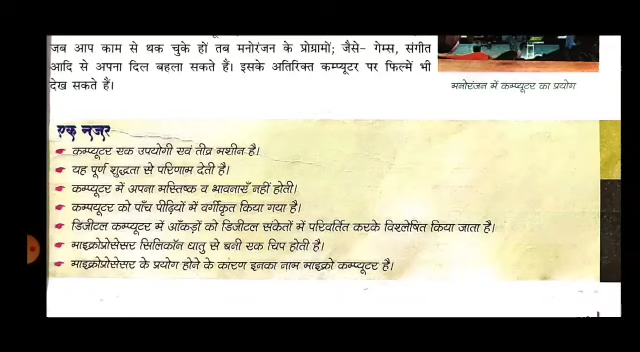 जब आप काम से थक चुके हों तब मनोरंजन के प्रोग्रामों; जैसे– गेम्स, संगीत
आदि से अपना दिल बहला सकते हैं। इसके अतिरिक्त कम्प्यूटर पर फिल्में भी
देख सकते हैं।
मनोरंजन में कम्प्यूटर का प्रयोग
एक नजर
कम्प्यूटर एक उपयोगी एवं तीव्र मशीन है।
यह पूर्ण शुद्धता से परिणाम देती है।
कम्प्यूटर में अपना मस्तिष्क व भावनाएँ नहीं होती।
कम्प्यूटर को पाँच पीढ़ियों में वर्गीकृत किया गया है।
डिजीटल कम्प्यूटर में आँकड़ों को डिजीटल संकेतों में परिवर्तित करके विश्लेषित किया जाता है।
माइक्रोप्रोसेसर सिलिकॉन धातु से बनी एक चिप होती है।
माइक्रोप्रोसेसर के प्रयोग होने के कारण इनका नाम माइक्रो कम्प्यूटर है।